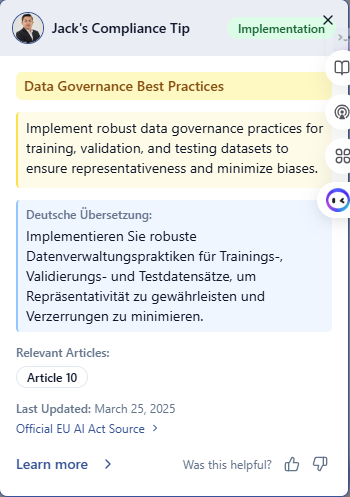 Jack's Compliance Tip
Implementation
Data Governance Best Practices
Implement robust data governance practices for
training, validation, and testing datasets to
ensure representativeness and minimize biases.
Deutsche Übersetzung:
Implementieren Sie robuste
Datenverwaltungspraktiken für Trainings-,
Validierungs- und Testdatensätze, um
Repräsentativität zu gewährleisten und
Verzerrungen zu minimieren.
Relevant Articles:
Article 10
Last Updated: March 25, 2025
Official EU AI Act Source
Learn more
Was this helpful?